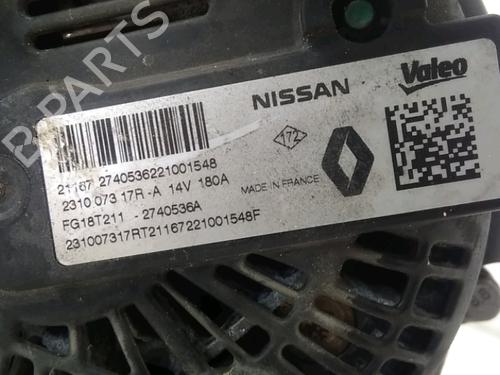 B-PARTS
NISSAN
Valeo
172
MADE IN FRANCE
21167 2740536221001548
2310 073 17R -A 14V 180A
FG18T211 - 2740536A
231007317RT21167221001548F